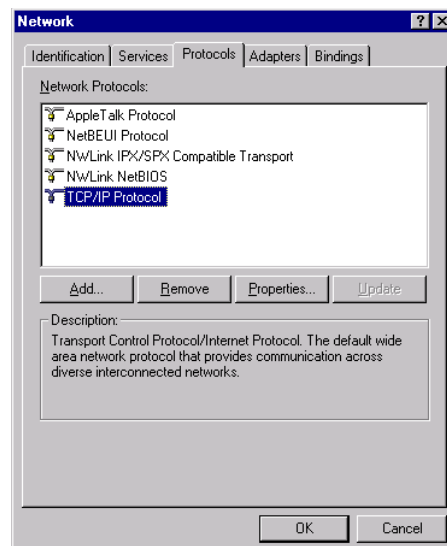 Network
Identification Services Protocols Adapters Bindings
Network Protocols:
AppleTalk Protocol
NetBEUI Protocol
NWLink IPX/SPX Compatible Transport
NWLink NetBIOS
TCP/IP Protocol
Add... Remove Properties... Update
Description:
Transport Control Protocol/Internet Protocol. The default wide
area network protocol that provides communication across
diverse interconnected networks.
OK Cancel